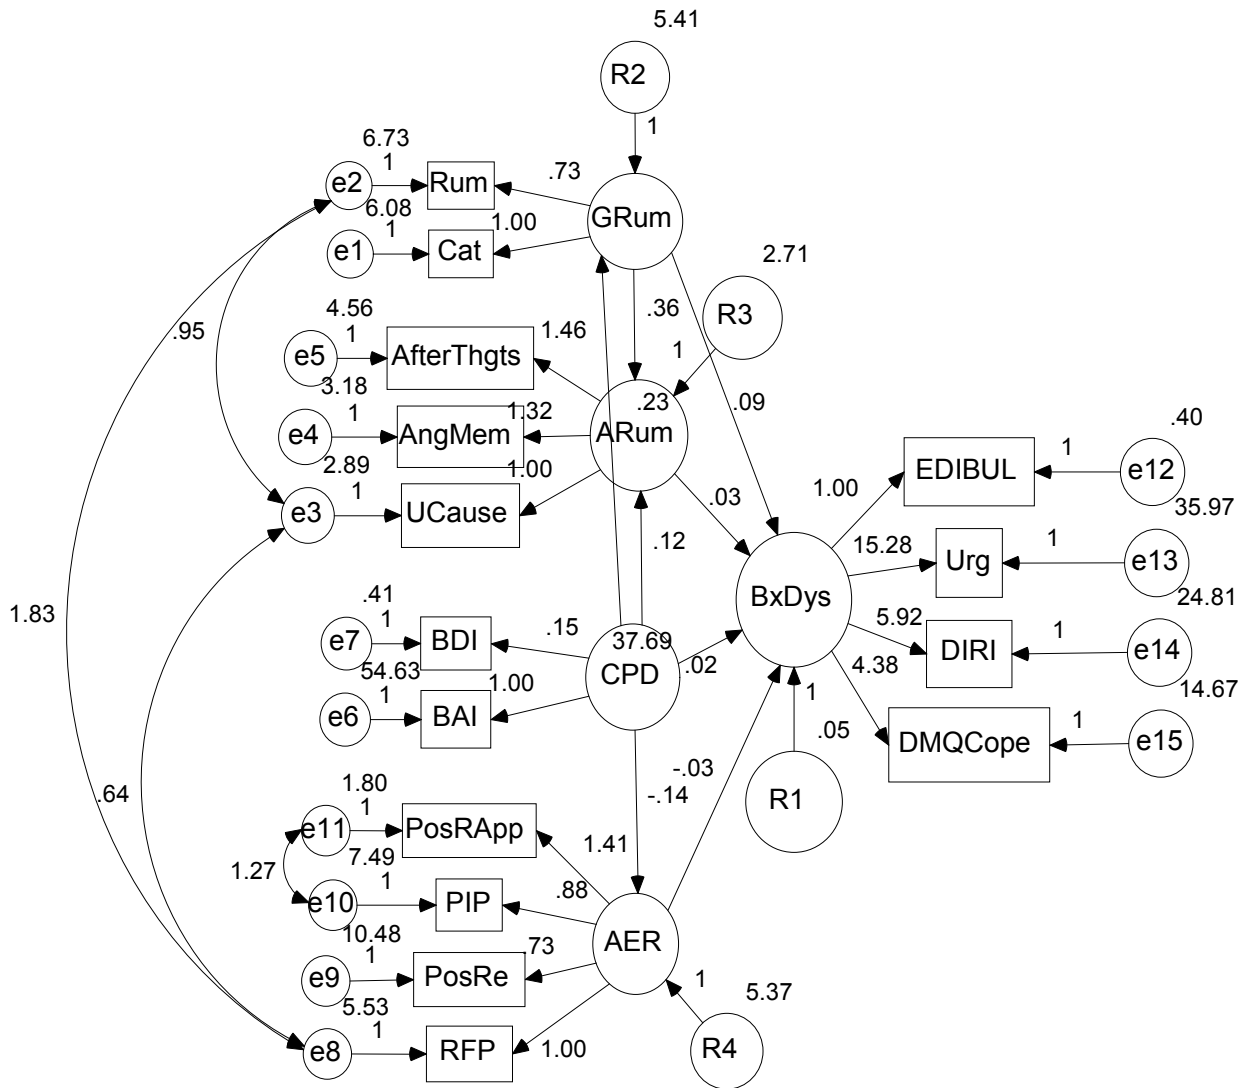 5.41
R2
1
6.73
1
e2
Rum
.73
GRum
6.08
1
e1
Cat
1.00
2.71
R3
.95
4.56
1
e5
AfterThgts
1.46
.36
1
3.18
1
e4
AngMem
1.32
.23
ARum
.09
2.89
1
e3
UCause
1.00
.03
.40
EDIBUL
1
e12
1.00
35.97
.12
15.28
Urg
1
e13
24.81
BxDys
1.83
.41
1
e7
BDI
.15
37.69
CPD
.02
5.92
DIRI
1
e14
14.67
4.38
54.63
1
e6
BAI
1.00
1
.05
DMQCope
1
e15
-.03
-.14
R1
.64
1.80
1
e11
PosRApp
1.41
1.27
7.49
1
e10
PIP
.88
AER
10.48
1
e9
PosRe
.73
1
5.37
R4
5.53
1
e8
RFP
1.00